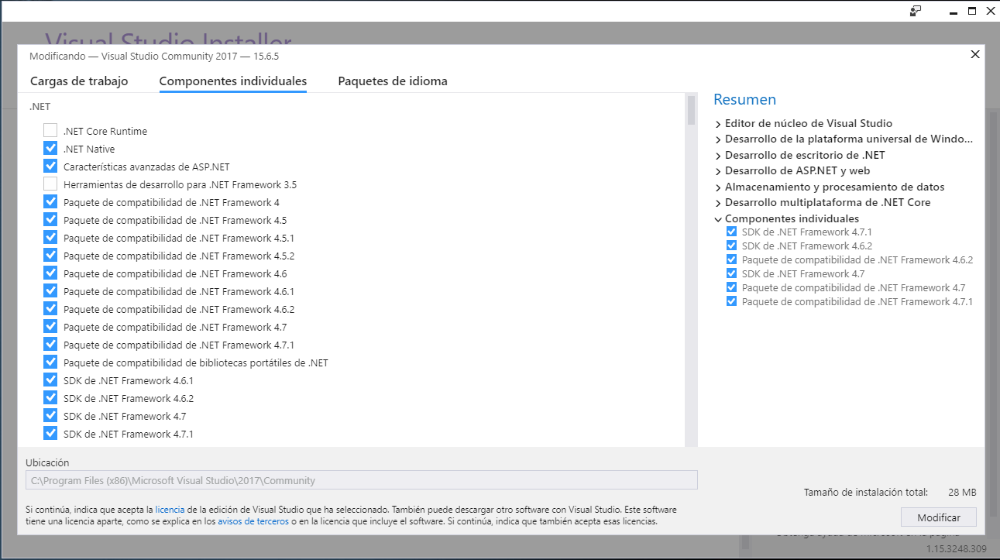 Visual Studio Installer
Modificando — Visual Studio Community 2017 — 15.6.5
Cargas de trabajo
Componentes individuales
Paquetes de idioma
.NET
.NET Core Runtime
.NET Native
Características avanzadas de ASP.NET
Herramientas de desarrollo para .NET Framework 3.5
Paquete de compatibilidad de .NET Framework 4
Paquete de compatibilidad de .NET Framework 4.5
Paquete de compatibilidad de .NET Framework 4.5.1
Paquete de compatibilidad de .NET Framework 4.5.2
Paquete de compatibilidad de .NET Framework 4.6
Paquete de compatibilidad de .NET Framework 4.6.1
Paquete de compatibilidad de .NET Framework 4.6.2
Paquete de compatibilidad de .NET Framework 4.7
Paquete de compatibilidad de .NET Framework 4.7.1
Paquete de compatibilidad de bibliotecas portátiles de .NET
SDK de .NET Framework 4.6.1
SDK de .NET Framework 4.6.2
SDK de .NET Framework 4.7
SDK de .NET Framework 4.7.1
Resumen
Editor de núcleo de Visual Studio
Desarrollo de la plataforma universal de Windo...
Desarrollo de escritorio de .NET
Desarrollo de ASP.NET y web
Almacenamiento y procesamiento de datos
Desarrollo multiplataforma de .NET Core
Componentes individuales
SDK de .NET Framework 4.7.1
SDK de .NET Framework 4.6.2
Paquete de compatibilidad de .NET Framework 4.6.2
SDK de .NET Framework 4.7
Paquete de compatibilidad de .NET Framework 4.7
Paquete de compatibilidad de .NET Framework 4.7.1
Ubicación
C:\Program Files (x86)\Microsoft Visual Studio\2017\Community
Si continúa, indica que acepta la licencia de la edición de Visual Studio que ha seleccionado. También puede descargar otro software con Visual Studio. Este software
tiene una licencia aparte, como se explica en los avisos de terceros o en la licencia que incluye el software. Si continúa, indica que también acepta esas licencias.
Tamaño de instalación total: 28 MB
Modificar
1.15.3248.309